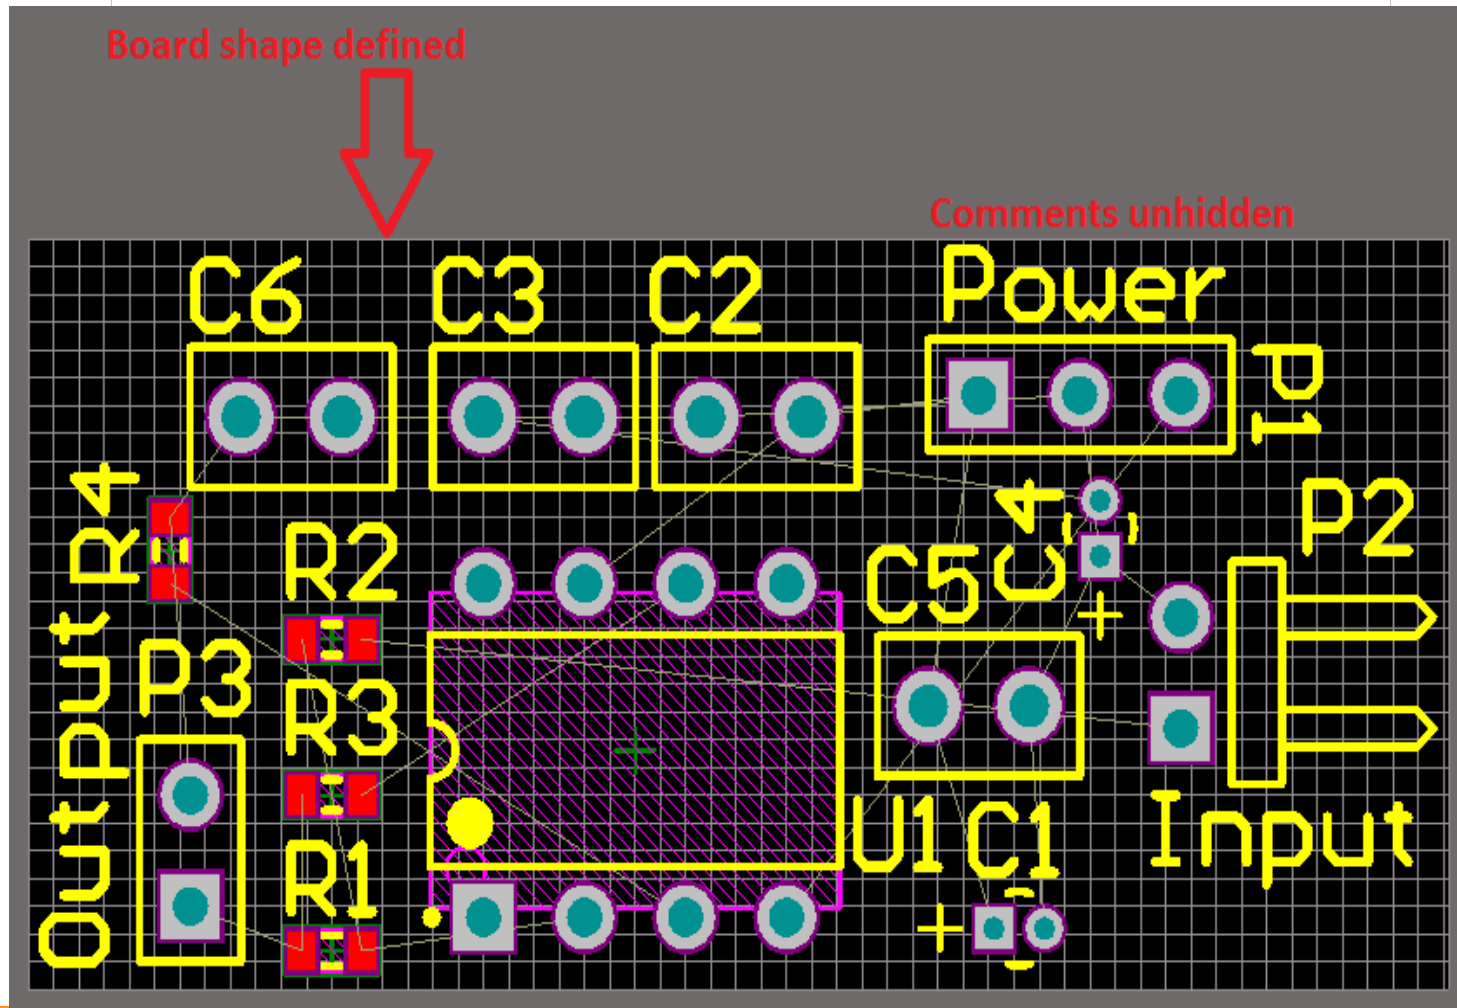 Board shape defined
Comments unhidden
C6
C3
C2
Power
P1
R4
R2
C5
C4
P2
+
Output
P3
R3
R1
U1
C1
Input
+